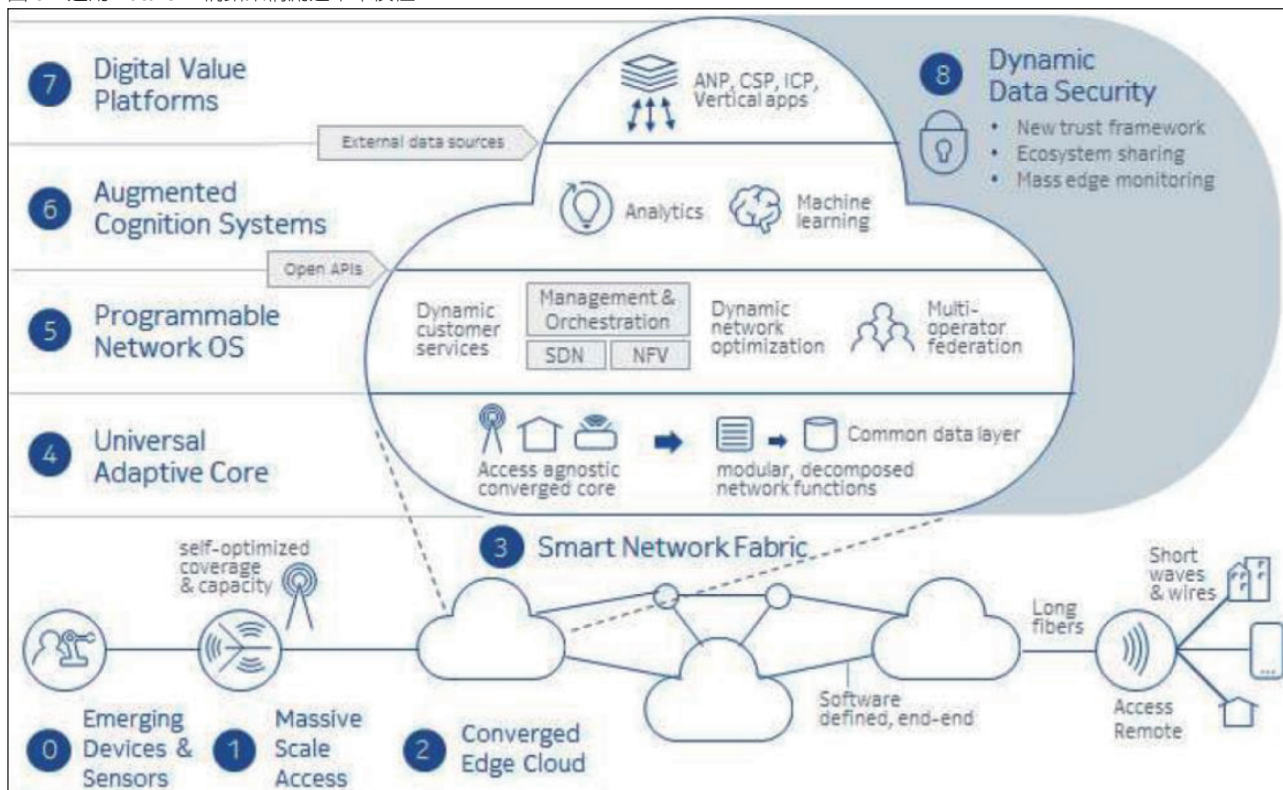 7
Digital Value
Platforms
ANP, CSP, ICP,
Vertical apps
8
Dynamic
Data Security
• New trust framework
• Ecosystem sharing
• Mass edge monitoring
External data sources
6
Augmented
Cognition Systems
Analytics
Machine
learning
Open APIs
5
Programmable
Network OS
Dynamic
customer
services
Management &
Orchestration
SDN
NFV
Dynamic
network
optimization
Multi-
operator
federation
4
Universal
Adaptive Core
Access agnostic
converged core
modular, decomposed
network functions
Common data layer
3
Smart Network Fabric
self-optimized
coverage
& capacity
Short
waves
& wires
Long
fibers
Software
defined, end-end
Access
Remote
0
Emerging
Devices &
Sensors
1
Massive
Scale
Access
2
Converged
Edge Cloud